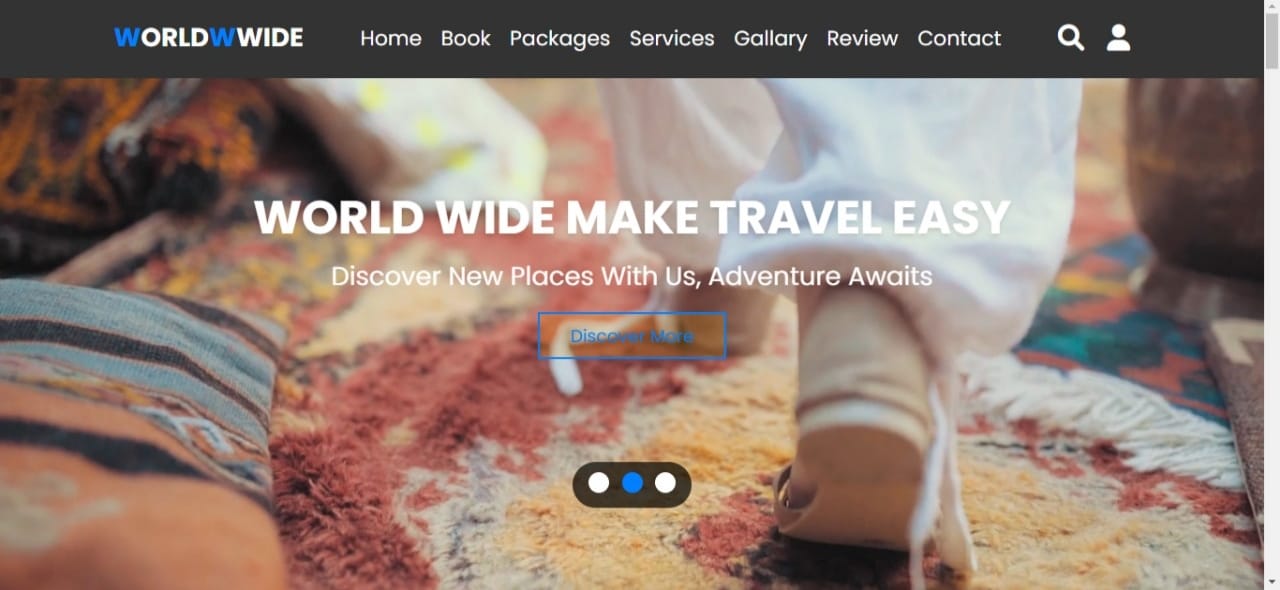 WORLDWWIDE
Home Book Packages Services Gallary Review Contact
WORLD WIDE MAKE TRAVEL EASY
Discover New Places With Us, Adventure Awaits
Discover More